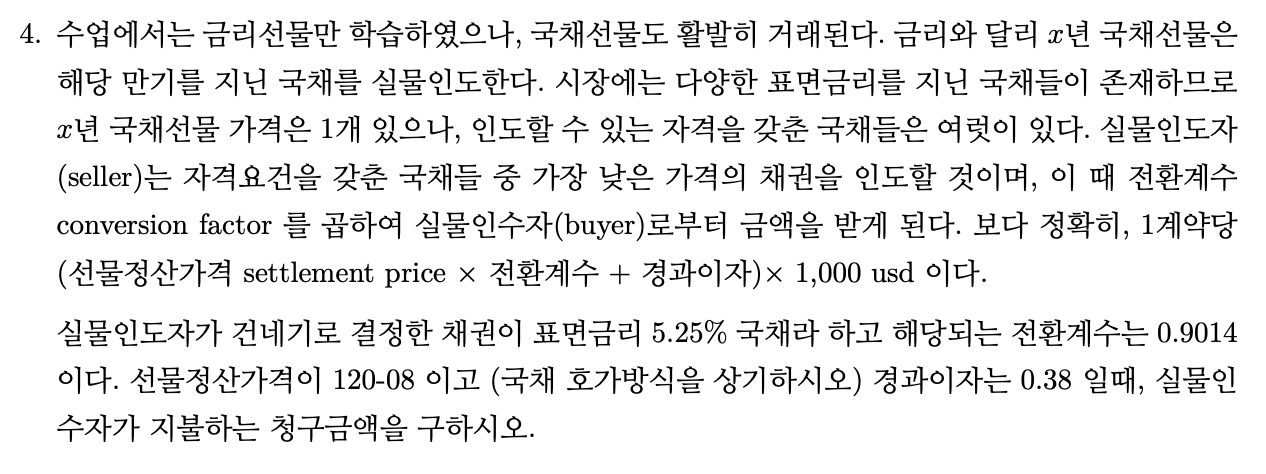 4. 수업에서는 금리선물만 학습하였으나, 국채선물도 활발히 거래된다. 금리와 달리 x년 국채선물은
해당 만기를 지닌 국채를 실물인도한다. 시장에는 다양한 표면금리를 지닌 국채들이 존재하므로
x년 국채선물 가격은 1개 있으나, 인도할 수 있는 자격을 갖춘 국채들은 여럿이 있다. 실물인도자
(seller)는 자격요건을 갖춘 국채들 중 가장 낮은 가격의 채권을 인도할 것이며, 이 때 전환계수
conversion factor 를 곱하여 실물인수자(buyer)로부터 금액을 받게 된다. 보다 정확히, 1계약당
(선물정산가격 settlement price × 전환계수 + 경과이자)× 1,000 usd 이다.
실물인도자가 건네기로 결정한 채권이 표면금리 5.25% 국채라 하고 해당되는 전환계수는 0.9014
이다. 선물정산가격이 120-08 이고 (국채 호가방식을 상기하시오) 경과이자는 0.38 일때, 실물인
수자가 지불하는 청구금액을 구하시오.